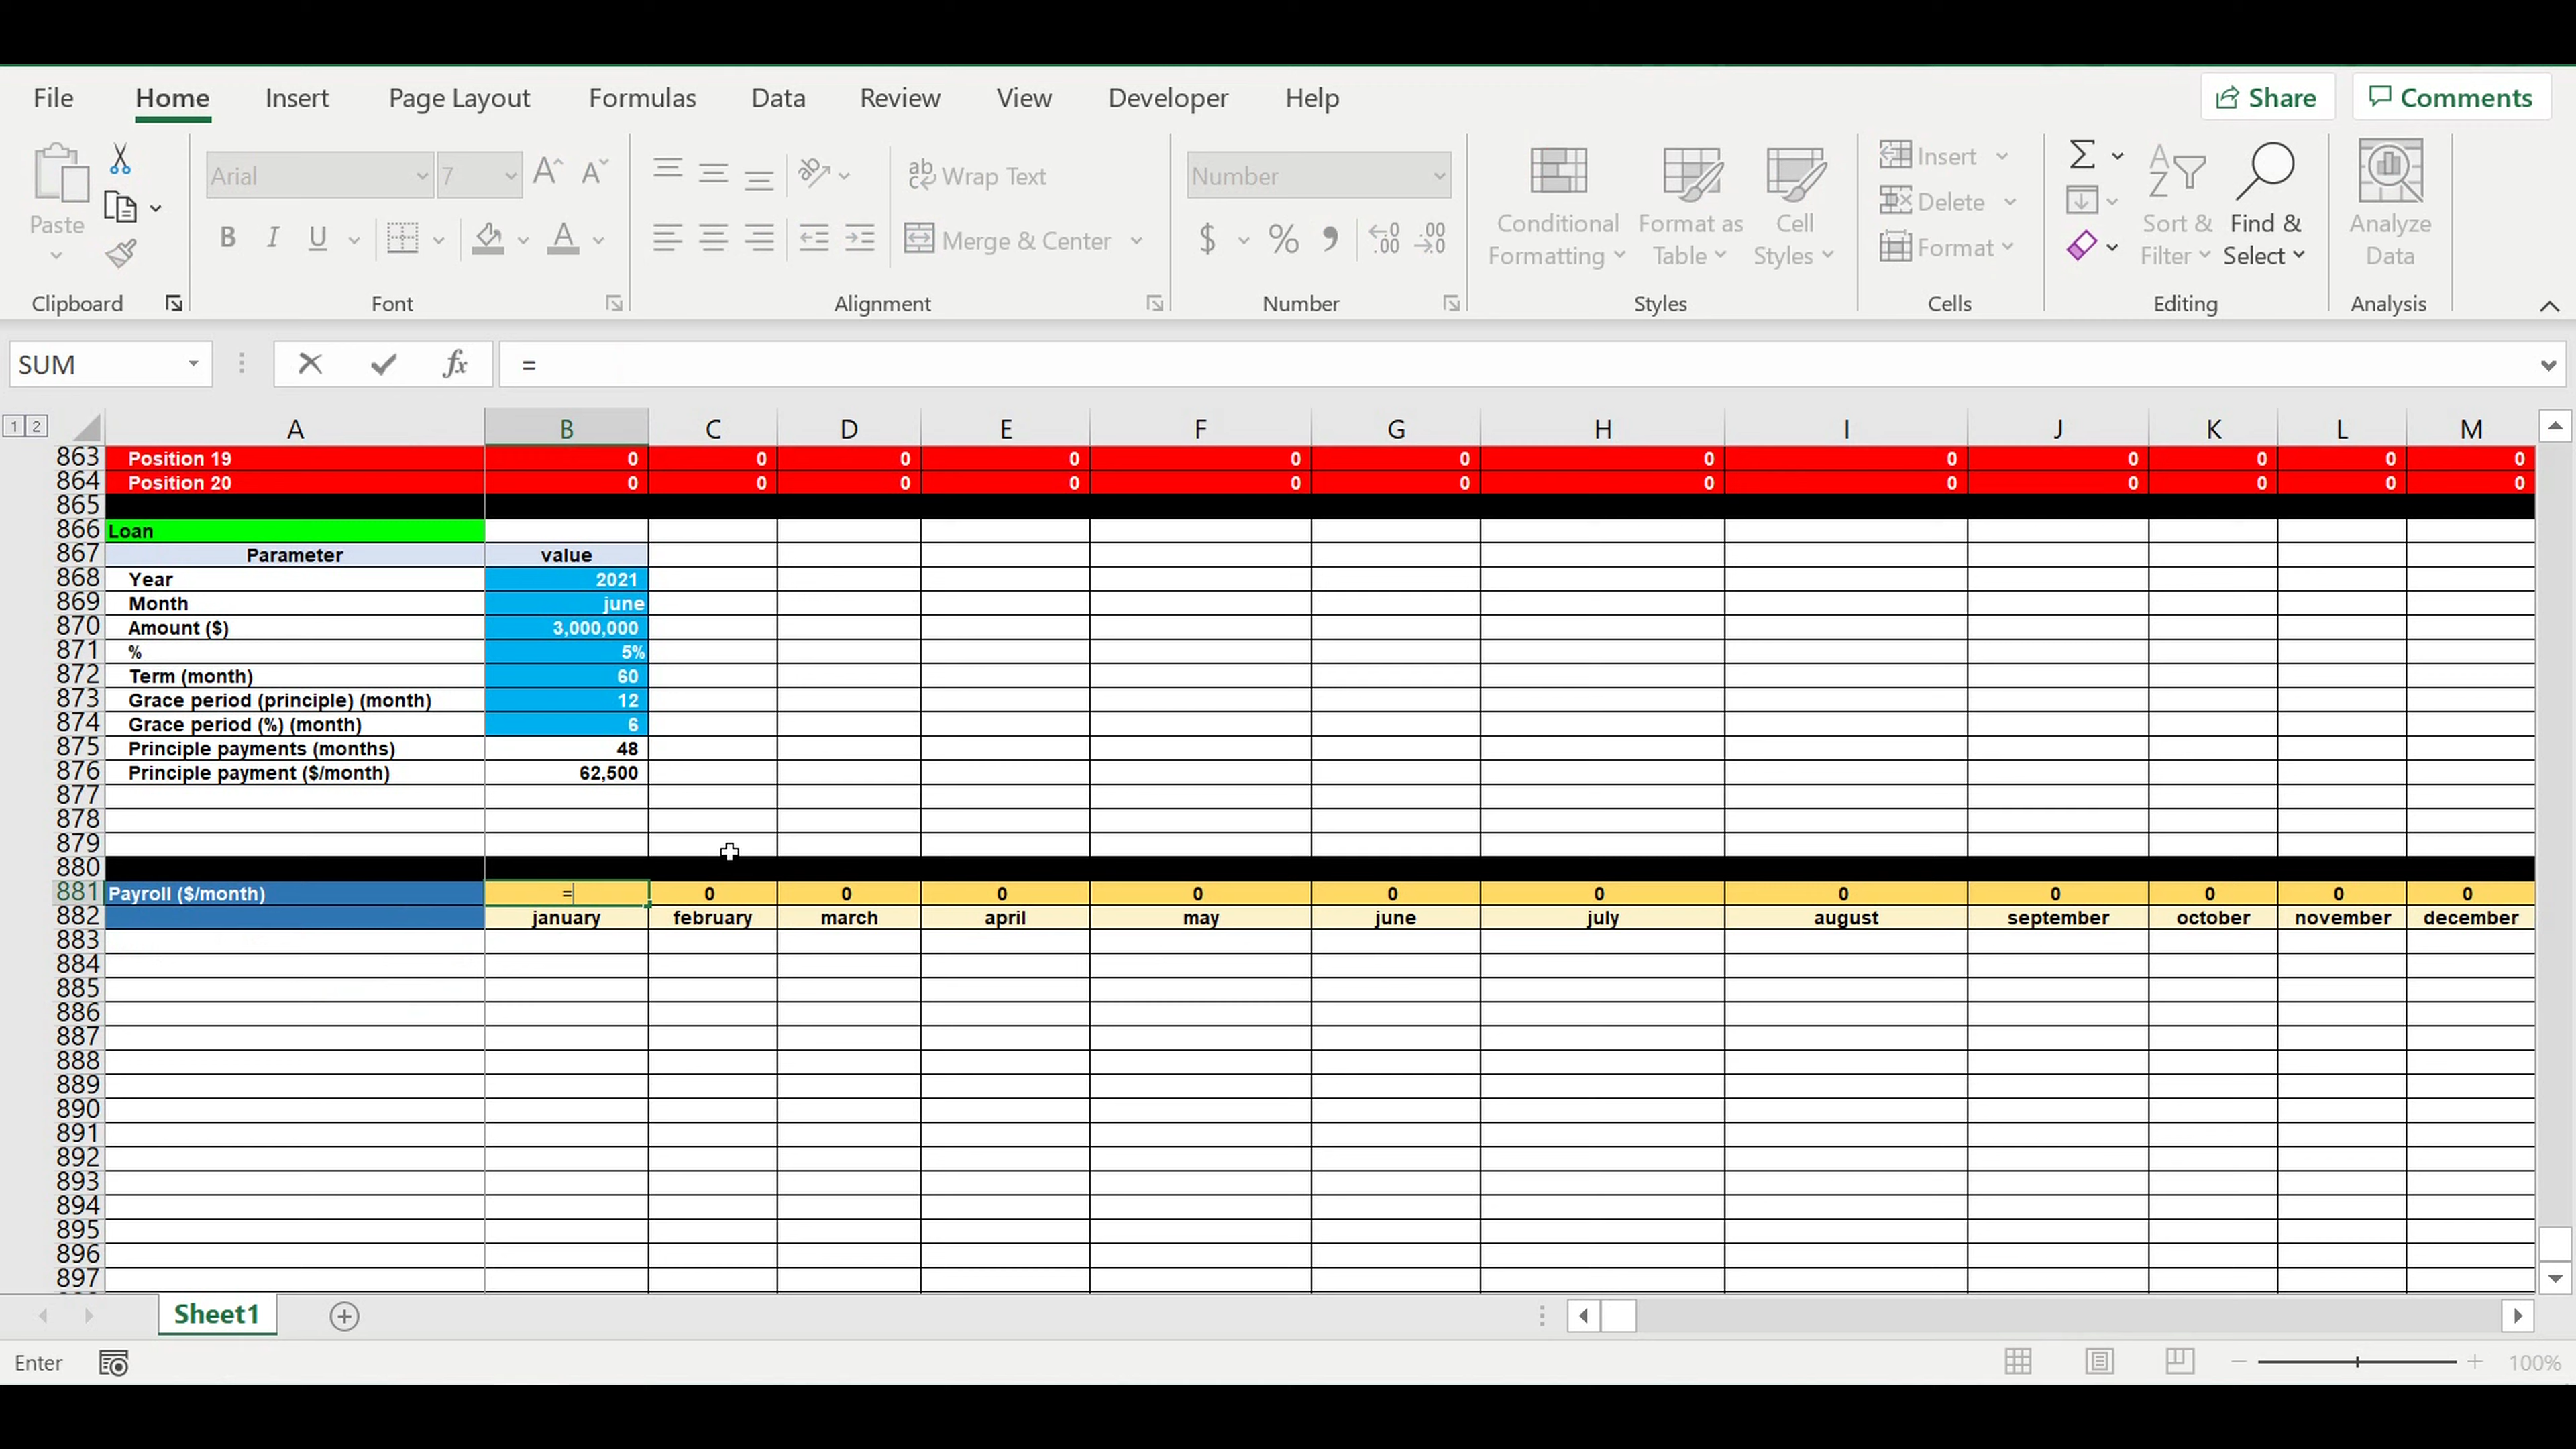 File Home Insert Page Layout Formulas Data Review View Developer Help Share Comments
Paste Arial 7 A A ab Wrap Text Number Insert Σ A Z
B I U A Merge & Center $ % , ←0 .00 .00 →0 Conditional Formatting Format as Table Cell Styles Delete Format Sort & Filter Find & Select Analyze Data
Clipboard Font Alignment Number Styles Cells Editing Analysis
SUM fx =
1 2 A B C D E F G H I J K L M
863 Position 19 0 0 0 0 0 0 0 0 0 0 0 0
864 Position 20 0 0 0 0 0 0 0 0 0 0 0 0
865
866 Loan
867 Parameter value
868 Year 2021
869 Month june
870 Amount ($) 3,000,000
871 % 5%
872 Term (month) 60
873 Grace period (principle) (month) 12
874 Grace period (%) (month) 6
875 Principle payments (months) 48
876 Principle payment ($/month) 62,500
877
878
879
880
881 Payroll ($/month) = 0 0 0 0 0 0 0 0 0 0 0
882 january february march april may june july august september october november december
883
884
885
886
887
888
889
890
891
892
893
894
895
896
897
Sheet1
Enter 100%